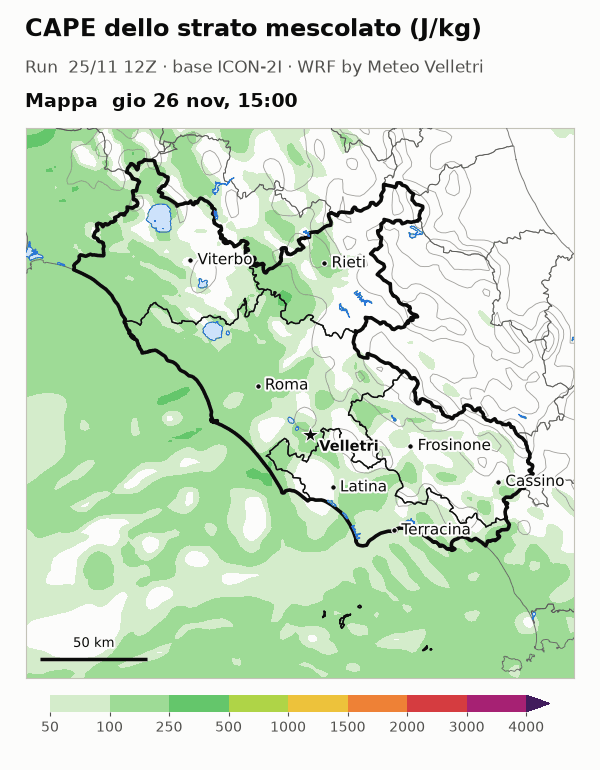 CAPE dello strato mescolato (J/kg)
Run  25/11 12Z · base ICON-2I · WRF by Meteo Velletri
Mappa  gio 26 nov, 15:00
Viterbo
Rieti
Roma
Velletri
Frosinone
Cassino
Latina
Terracina
50 km
50 100 250 500 1000 1500 2000 3000 4000